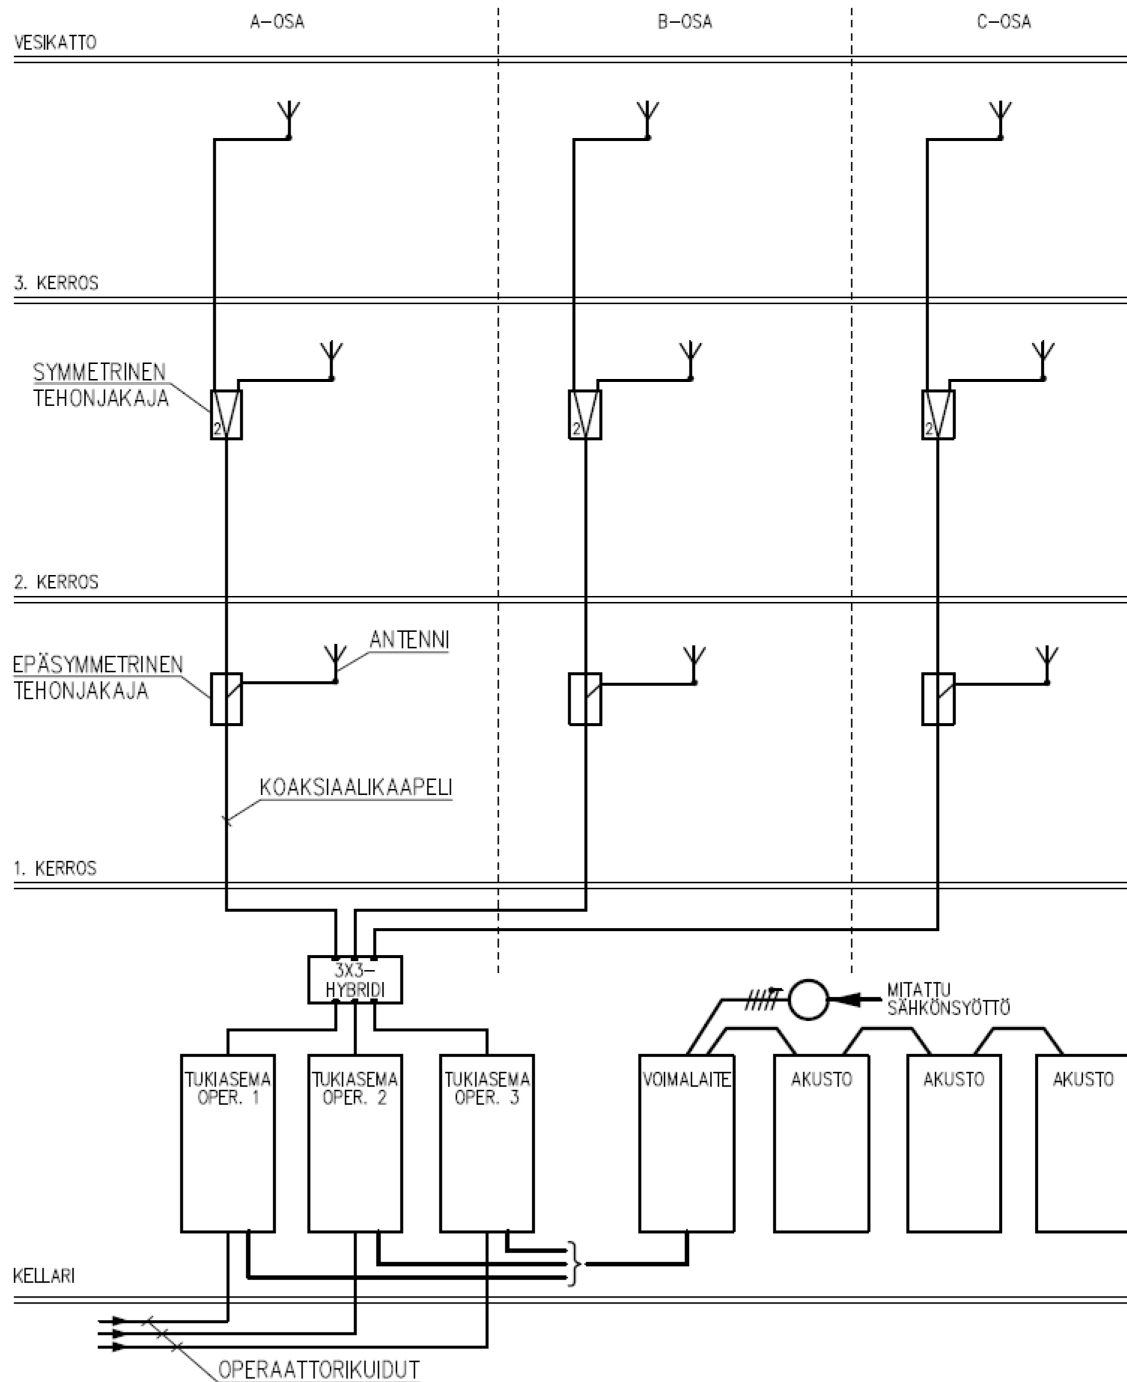 A-OSA
B-OSA
C-OSA
VESIKATTO
3. KERROS
SYMMETRINEN
TEHONJAKAJA
2
2
2
2. KERROS
ANTENNI
EPÄSYMMETRINEN
TEHONJAKAJA
KOAKSIAALIKAAPELI
1. KERROS
3X3-
HYBRIDI
MITATTU
SÄHKÖNSYÖTTÖ
TUKIASEMA
OPER. 1
TUKIASEMA
OPER. 2
TUKIASEMA
OPER. 3
VOIMALAITE
AKUSTO
AKUSTO
AKUSTO
KELLARI
OPERAATTORIKUIDUT